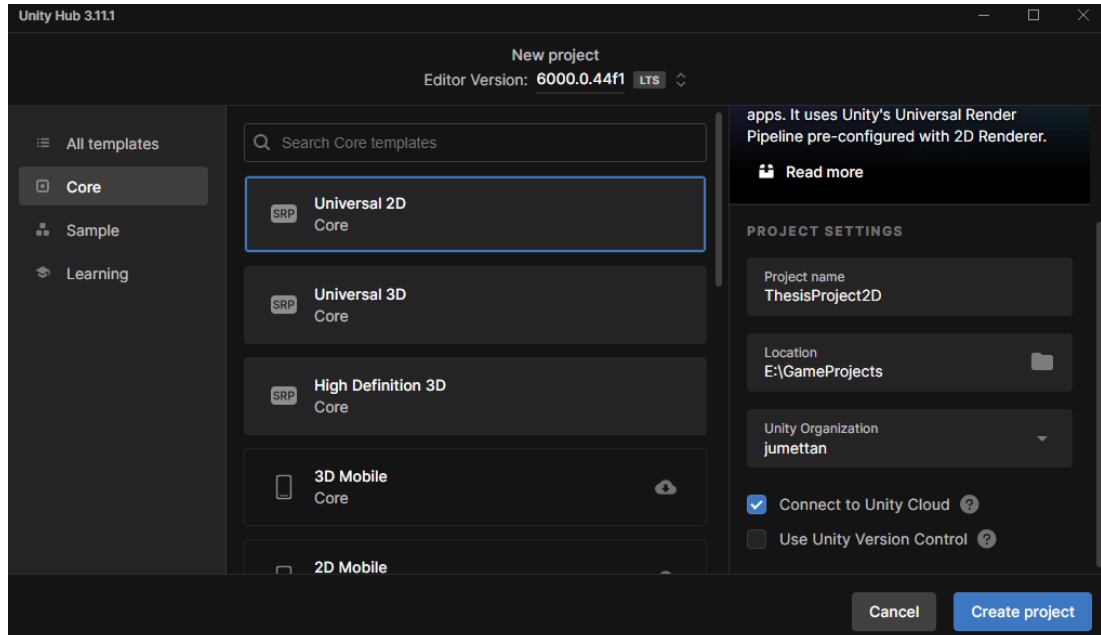 Unity Hub 3.11.1
New project
Editor Version: 6000.0.44f1 LTS
All templates
Core
Sample
Learning
Search Core templates
SRP
Universal 2D
Core
SRP
Universal 3D
Core
SRP
High Definition 3D
Core
3D Mobile
Core
2D Mobile
apps. It uses Unity's Universal Render
Pipeline pre-configured with 2D Renderer.
Read more
PROJECT SETTINGS
Project name
ThesisProject2D
Location
E:\GameProjects
Unity Organization
jumettan
Connect to Unity Cloud ?
Use Unity Version Control ?
Cancel
Create project